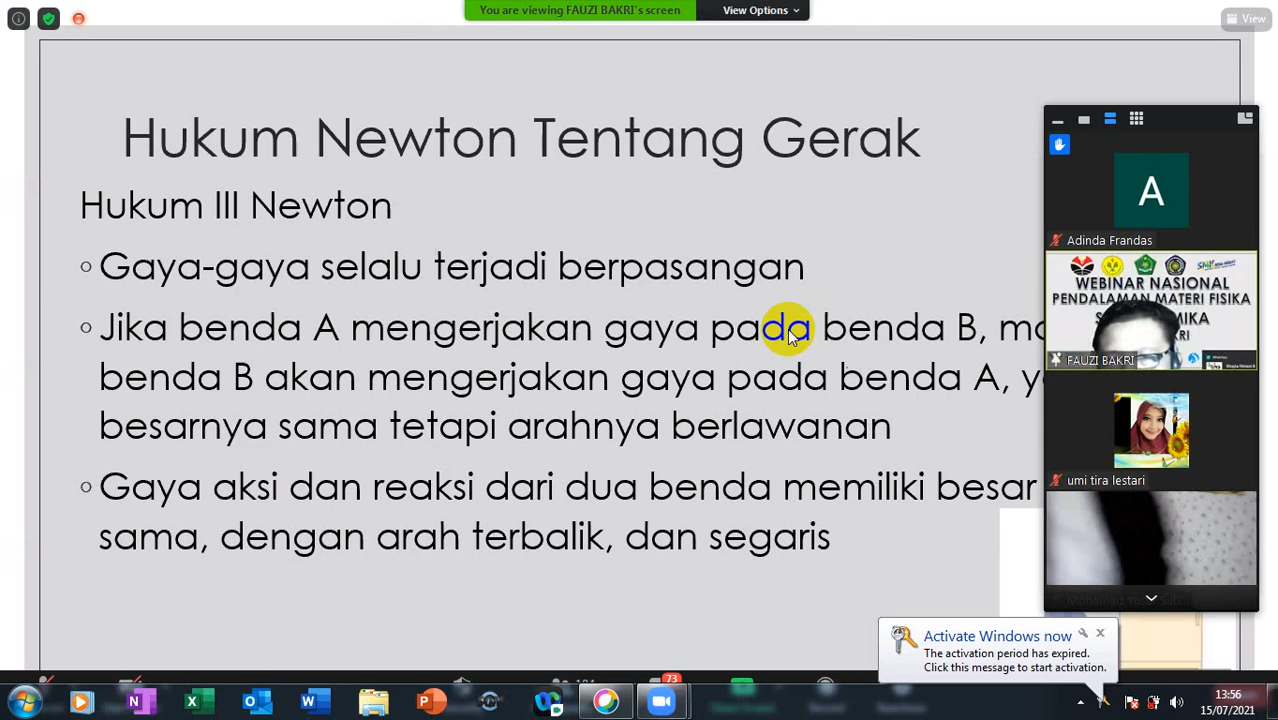 You are viewing FAUZI BAKRI's screen
View Options
View
Hukum Newton Tentang Gerak
Hukum III Newton
◦ Gaya-gaya selalu terjadi berpasangan
◦ Jika benda A mengerjakan gaya pada benda B, ma
benda B akan mengerjakan gaya pada benda A, y
besarnya sama tetapi arahnya berlawanan
◦ Gaya aksi dan reaksi dari dua benda memiliki besar
sama, dengan arah terbalik, dan segaris
A
Adinda Frandas
WEBINAR NASIONAL
PENDALAMAN MATERI FISIKA
FAUZI BAKRI
umi tira lestari
Activate Windows now
The activation period has expired.
Click this message to start activation.
73
13:56
15/07/2021